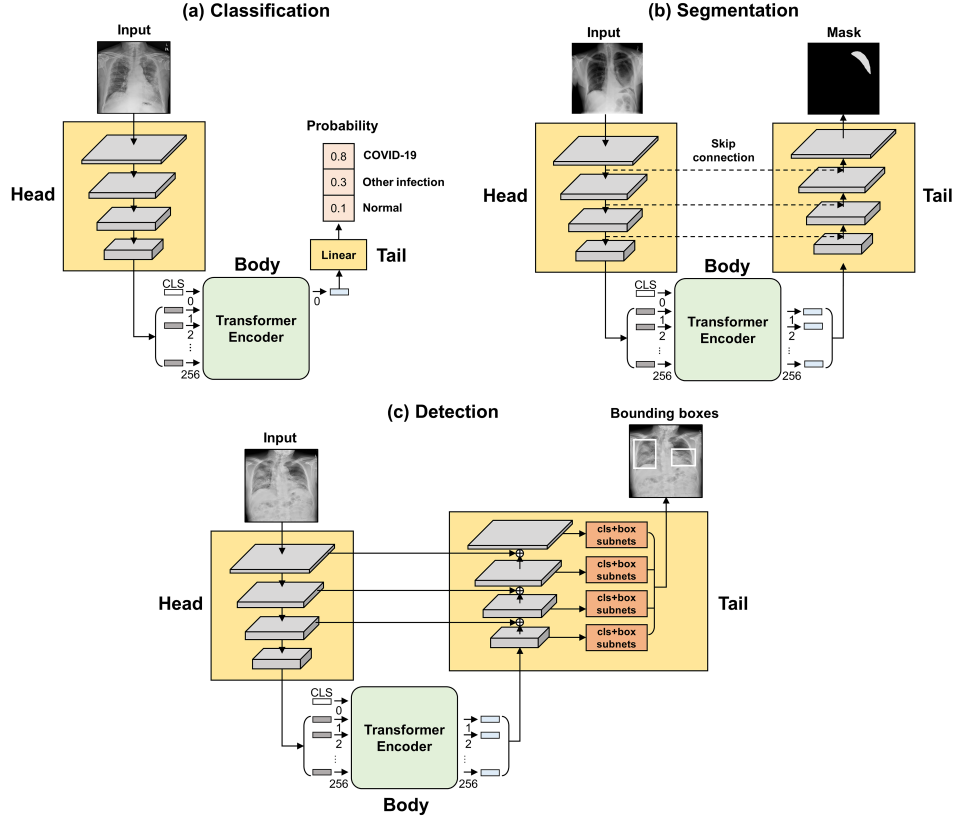 (a) Classification
Input
Head
Probability
0.8 COVID-19
0.3 Other infection
0.1 Normal
Linear
Tail
Body
CLS
0
1
2
...
256
Transformer
Encoder
0
(b) Segmentation
Input
Mask
Head
Skip
connection
Tail
Body
CLS
0
1
2
...
256
Transformer
Encoder
1
2
...
256
(c) Detection
Input
Bounding boxes
Head
cls+box
subnets
cls+box
subnets
cls+box
subnets
cls+box
subnets
Tail
CLS
0
1
2
...
256
Transformer
Encoder
1
2
...
256
Body